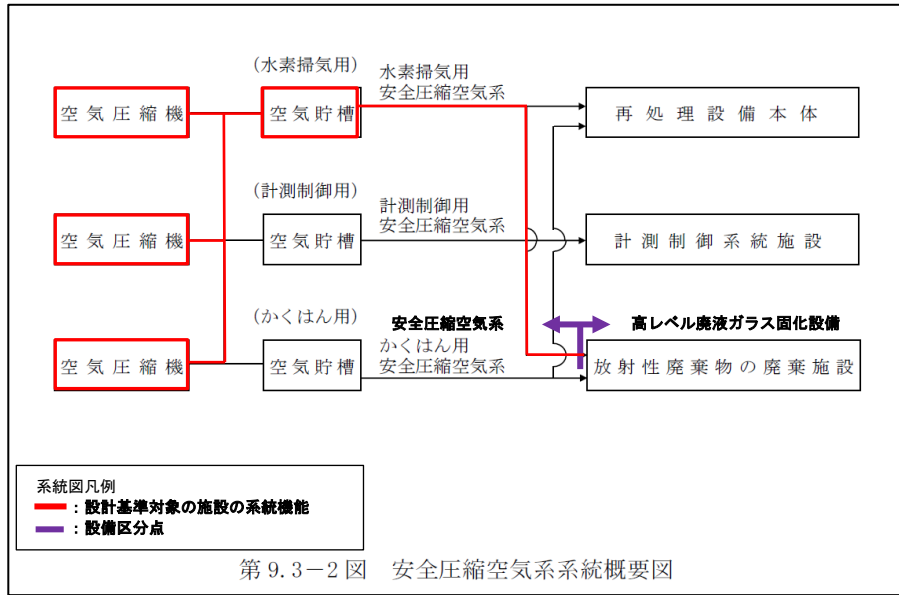 (水素掃気用)
水素掃気用
安全圧縮空気系
空気圧縮機
空気貯槽
再処理設備本体
(計測制御用)
計測制御用
安全圧縮空気系
空気圧縮機
空気貯槽
計測制御系統施設
(かくはん用)
安全圧縮空気系
高レベル廃液ガラス固化設備
かくはん用
安全圧縮空気系
空気圧縮機
空気貯槽
放射性廃棄物の廃棄施設
系統図凡例
:設計基準対象の施設の系統機能
:設備区分点
第9.3-2図 安全圧縮空気系系統概要図